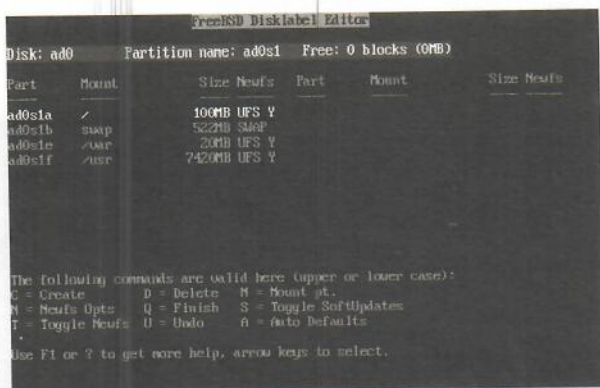 FreeBSD Disklabel Editor
Disk: ad0 Partition name: ad0s1 Free: 0 blocks (0MB)
Part Mount Size Newfs Part Mount Size Newfs
ad0s1a / 100MB UFS Y
ad0s1b swap 522MB SWAP
ad0s1e /var 20MB UFS Y
ad0s1f /usr 7420MB UFS Y
The following commands are valid here (upper or lower case):
C = Create D = Delete M = Mount pt.
N = Newfs Opts Q = Finish S = Toggle SoftUpdates
T = Toggle Newfs U = Undo A = Auto Defaults
Use F1 or ? to get more help, arrow keys to select.